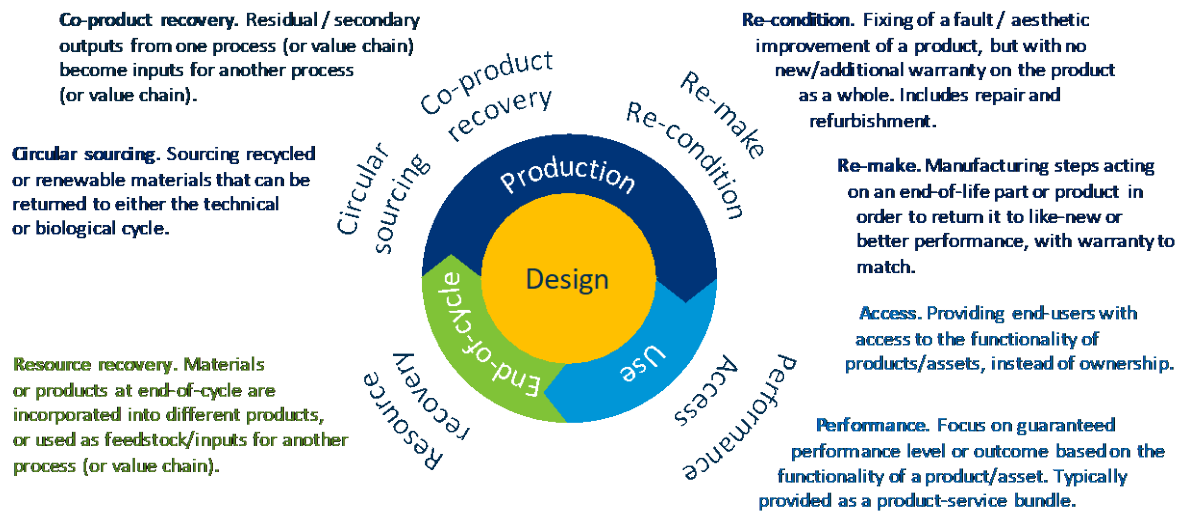 Co-product recovery. Residual / secondary
outputs from one process (or value chain)
become inputs for another process
(or value chain).
Circular sourcing. Sourcing recycled
or renewable materials that can be
returned to either the technical
or biological cycle.
Resource recovery. Materials
or products at end-of-cycle are
incorporated into different products,
or used as feedstock/inputs for another
process (or value chain).
Circular
sourcing
Co-product
recovery
Re-make
Re-condition
Production
Design
End-of-cycle
Use
Resource
recovery
Access
Performance
Re-condition. Fixing of a fault / aesthetic
improvement of a product, but with no
new/additional warranty on the product
as a whole. Includes repair and
refurbishment.
Re-make. Manufacturing steps acting
on an end-of-life part or product in
order to return it to like-new or
better performance, with warranty to
match.
Access. Providing end-users with
access to the functionality of
products/assets, instead of ownership.
Performance. Focus on guaranteed
performance level or outcome based on the
functionality of a product/asset. Typically
provided as a product-service bundle.